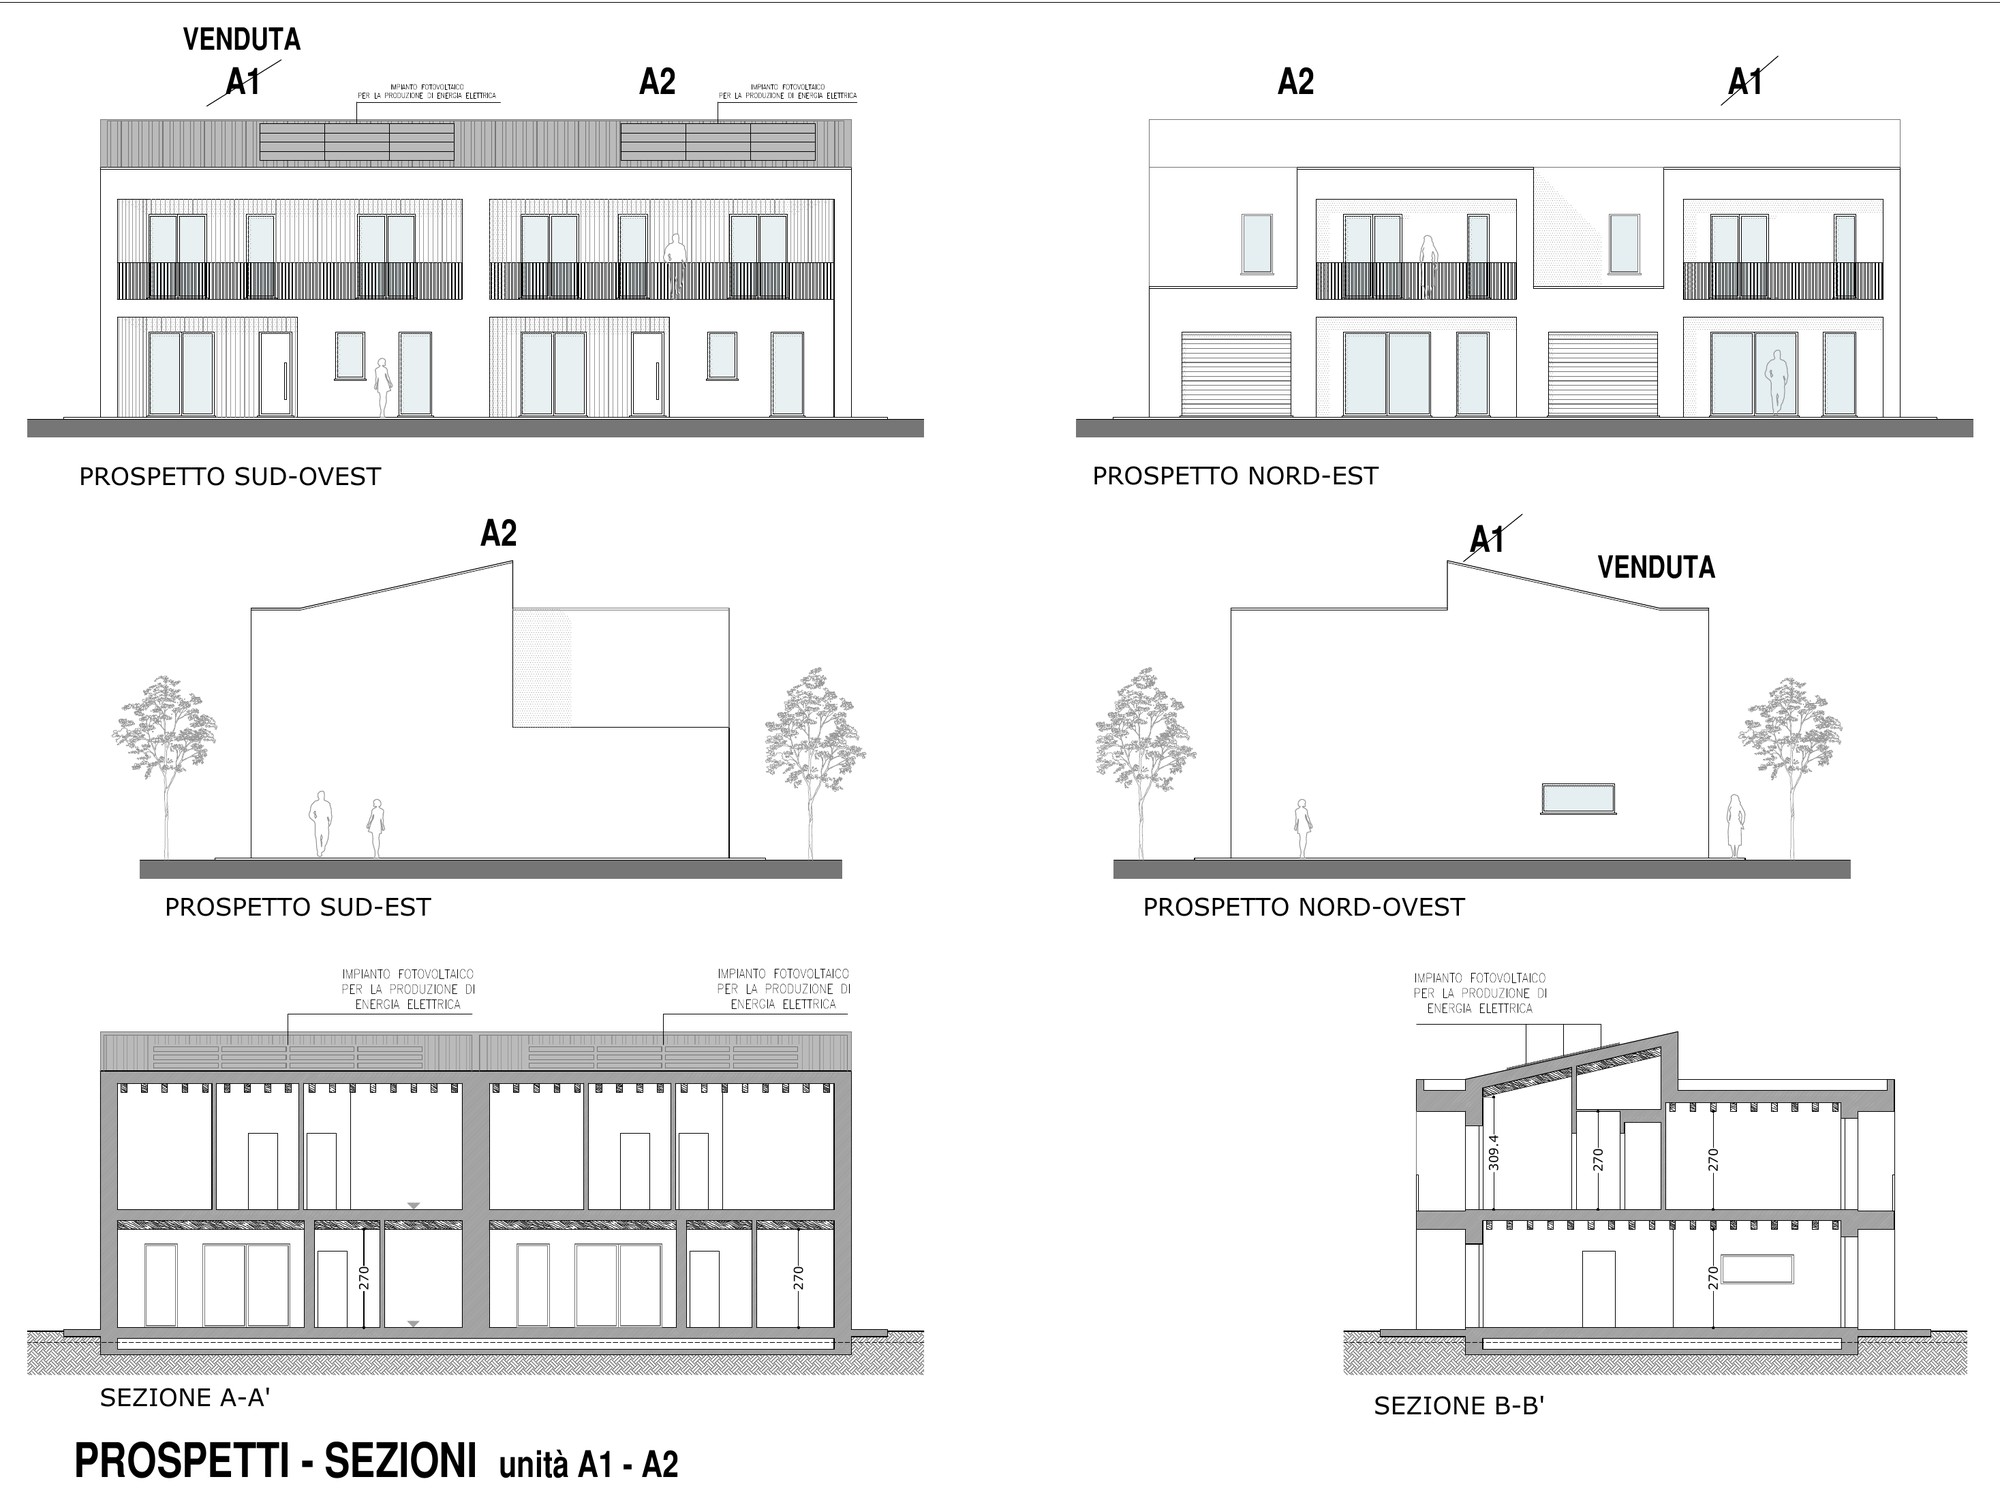 VENDUTA
A1
A2
IMPIANTO FOTOVOLTAICO
PER LA PRODUZIONE DI ENERGIA ELETTRICA
IMPIANTO FOTOVOLTAICO
PER LA PRODUZIONE DI ENERGIA ELETTRICA
PROSPETTO SUD-OVEST
A2
A1
PROSPETTO NORD-EST
A2
PROSPETTO SUD-EST
A1
VENDUTA
PROSPETTO NORD-OVEST
IMPIANTO FOTOVOLTAICO
PER LA PRODUZIONE DI
ENERGIA ELETTRICA
IMPIANTO FOTOVOLTAICO
PER LA PRODUZIONE DI
ENERGIA ELETTRICA
270
270
SEZIONE A-A'
IMPIANTO FOTOVOLTAICO
PER LA PRODUZIONE DI
ENERGIA ELETTRICA
309.4
270
270
270
SEZIONE B-B'
PROSPETTI - SEZIONI unità A1 - A2